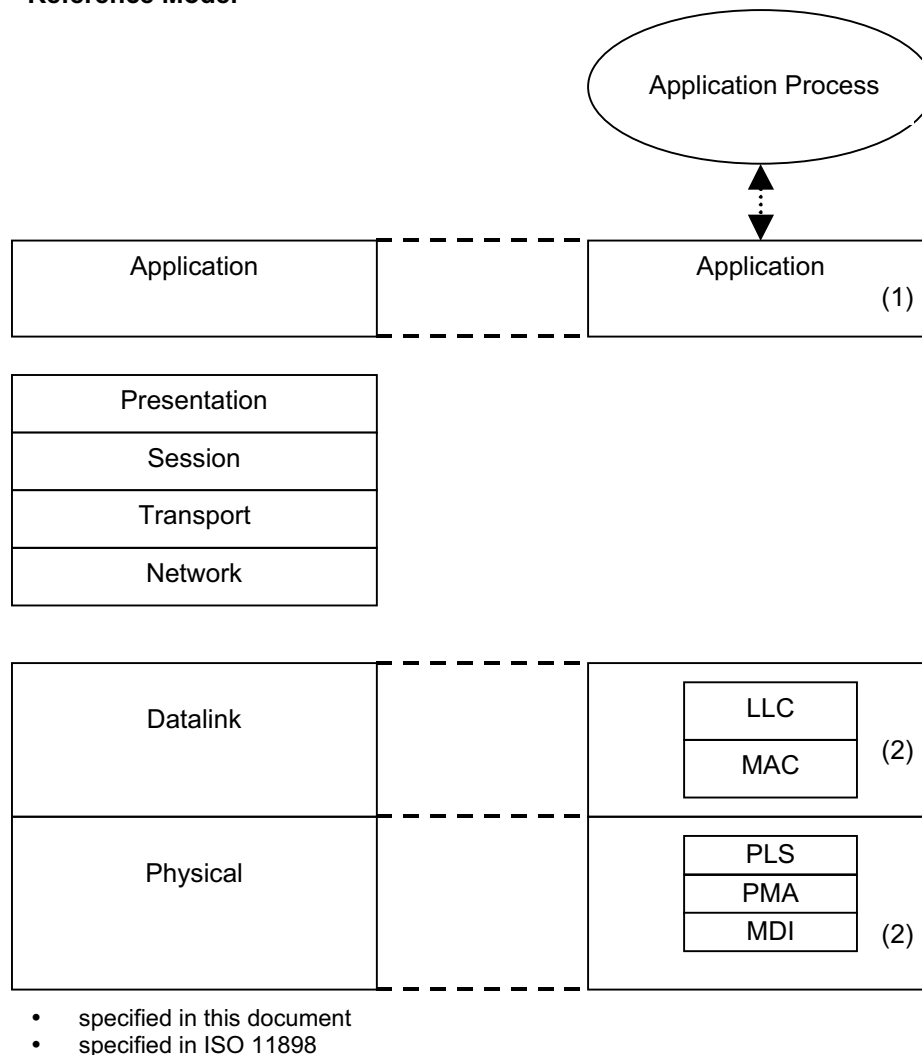 Reference Model
Application Process
Application
Application
(1)
Presentation
Session
Transport
Network
Datalink
LLC
MAC
(2)
Physical
PLS
PMA
MDI
(2)
• specified in this document
• specified in ISO 11898